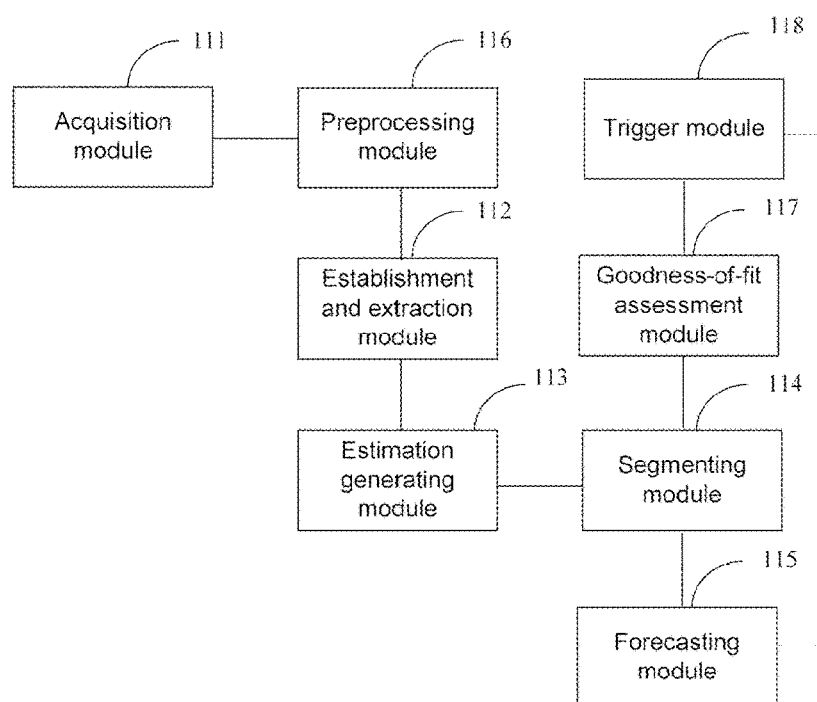 111
116
118
Acquisition
module
Preprocessing
module
Trigger module
112
117
Establishment
and extraction
module
Goodness-of-fit
assessment
module
113
114
Estimation
generating
module
Segmenting
module
115
Forecasting
module